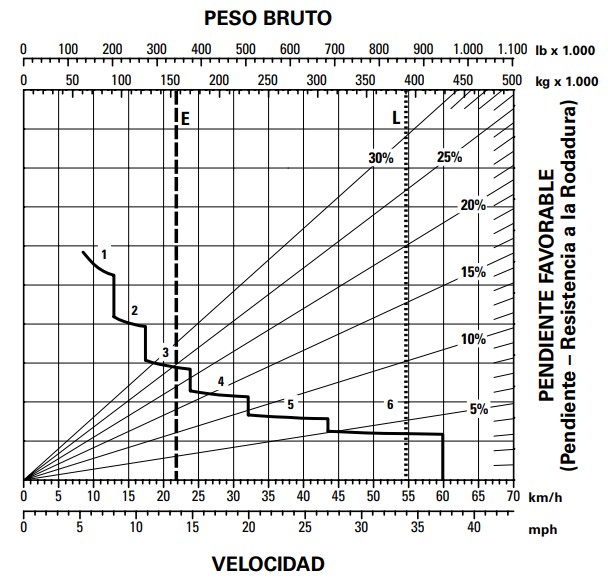 PESO BRUTO
0 100 200 300 400 500 600 700 800 900 1.000 1.100 lb x 1.000
0 50 100 150 200 250 300 350 400 450 500 kg x 1.000
E L
30% 25%
20%
15%
10%
5%
1
2
3
4
5
6
PENDIENTE FAVORABLE
(Pendiente – Resistencia a la Rodadura)
0 5 10 15 20 25 30 35 40 45 50 55 60 65 70 km/h
0 5 10 15 20 25 30 35 40 mph
VELOCIDAD